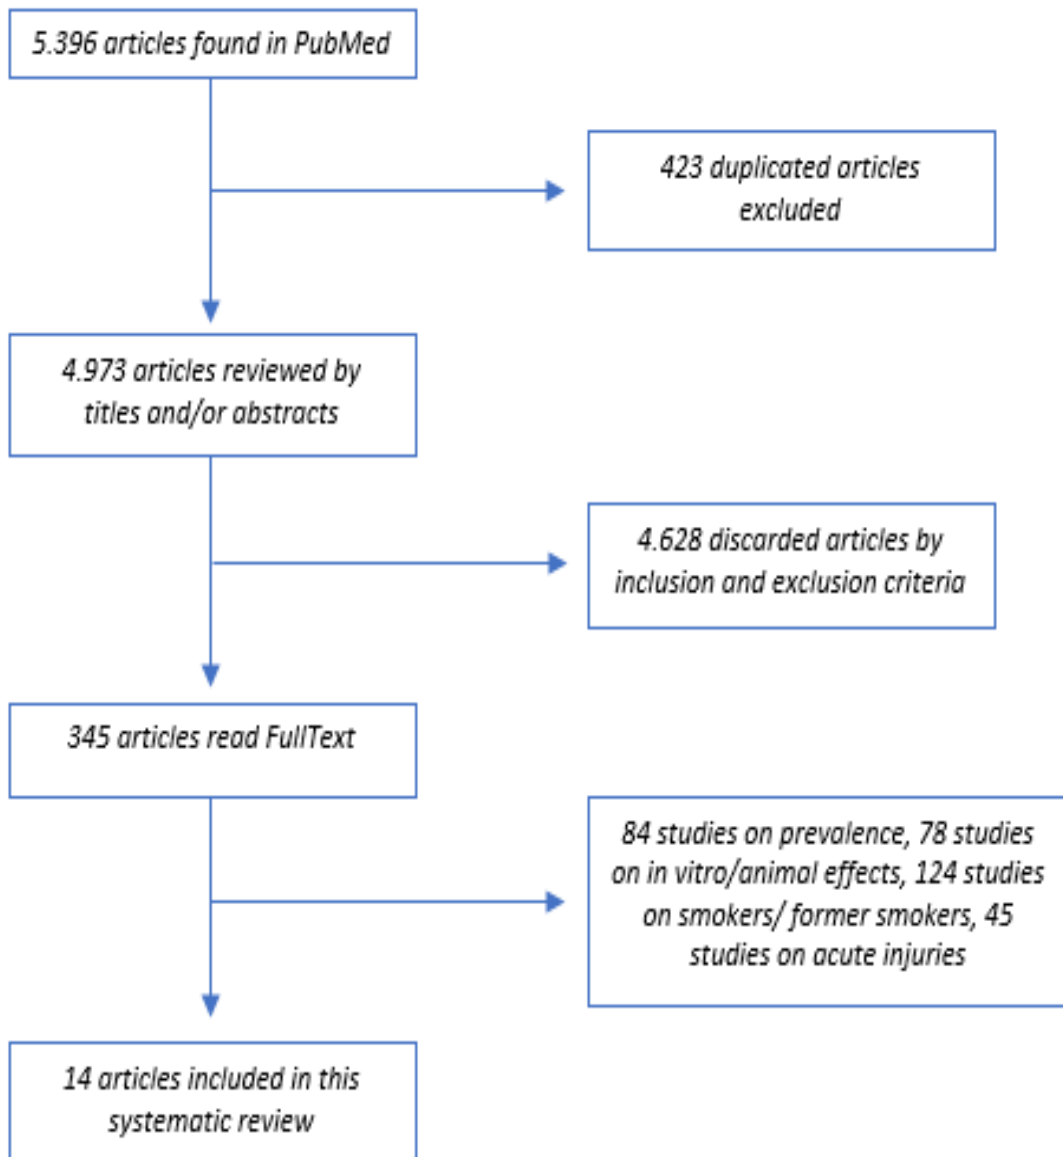 5.396 articles found in PubMed
423 duplicated articles
excluded
4.973 articles reviewed by
titles and/or abstracts
4.628 discarded articles by
inclusion and exclusion criteria
345 articles read FullText
84 studies on prevalence, 78 studies
on in vitro/animal effects, 124 studies
on smokers/ former smokers, 45
studies on acute injuries
14 articles included in this
systematic review